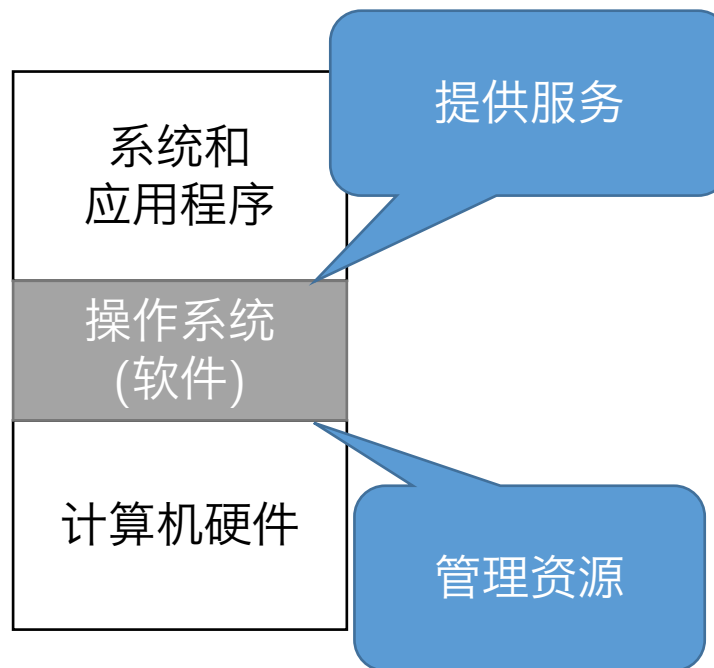 提供服务
系统和
应用程序
操作系统
(软件)
计算机硬件
管理资源